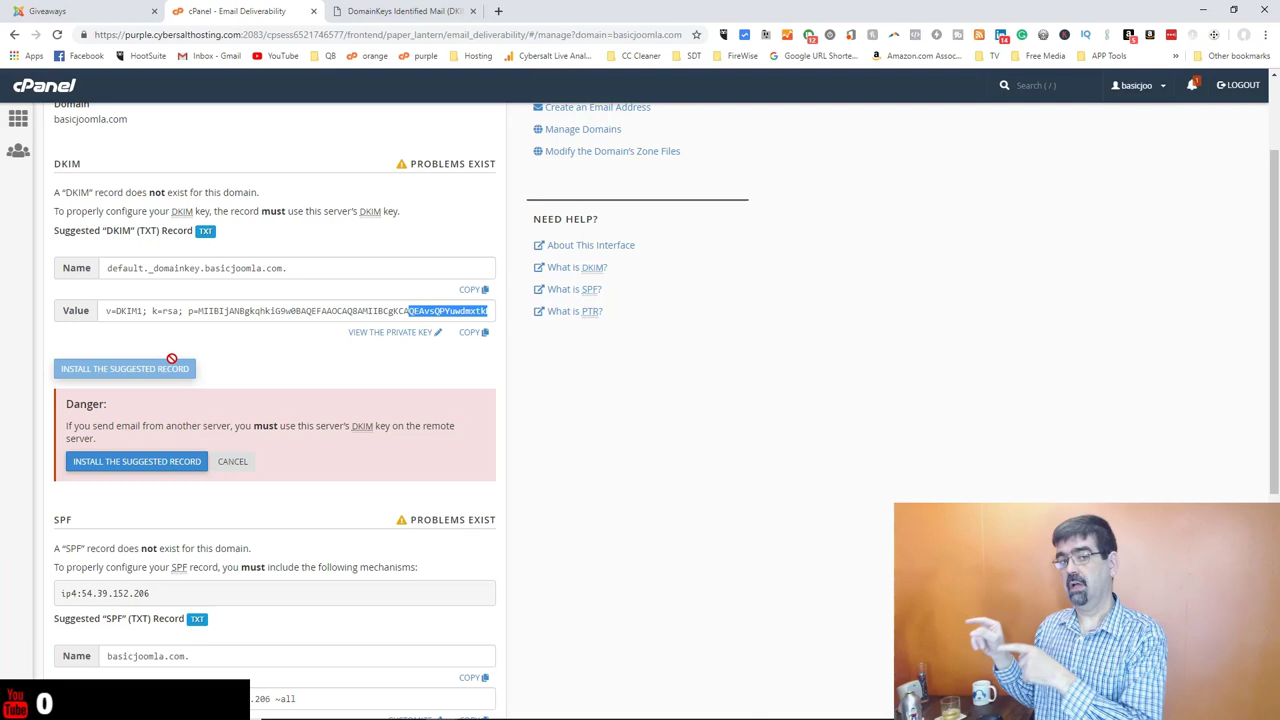 Giveaways
cPanel - Email Deliverability
DomainKeys Identified Mail (DKI
https://purple.cybersalthosting.com:2083/cpsess6521746577/frontend/paper_lantern/email_deliverability/#/manage?domain=basicjoomla.com
Facebook
HootSuite
Inbox - Gmail
YouTube
QB
orange
purple
Hosting
Cybersalt Live Anal...
CC Cleaner
SDT
FireWise
Google URL Shorte...
Amazon.com Assoc...
TV
Free Media
APP Tools
»
Other bookmarks
cPanel
Search ( / )
basicjoo
1
LOGOUT
Domain
basicjoomla.com
DKIM
PROBLEMS EXIST
A “DKIM” record does not exist for this domain.
To properly configure your DKIM key, the record must use this server’s DKIM key.
Suggested “DKIM” (TXT) Record TXT
Name default._domainkey.basicjoomla.com.
COPY
Value v=DKIM1; k=rsa; p=MIIBIjANBgkqhkiG9w0BAQEFAAOCAQ8AMIIBCgKCAQEAvsQPYuwdmxtk
VIEW THE PRIVATE KEY
COPY
INSTALL THE SUGGESTED RECORD
Danger:
If you send email from another server, you must use this server’s DKIM key on the remote
server.
INSTALL THE SUGGESTED RECORD
CANCEL
SPF
PROBLEMS EXIST
A “SPF” record does not exist for this domain.
To properly configure your SPF record, you must include the following mechanisms:
ip4:54.39.152.206
Suggested “SPF” (TXT) Record TXT
Name basicjoomla.com.
COPY
.206 ~all
Create an Email Address
Manage Domains
Modify the Domain’s Zone Files
NEED HELP?
About This Interface
What is DKIM?
What is SPF?
What is PTR?
You
Tube
0